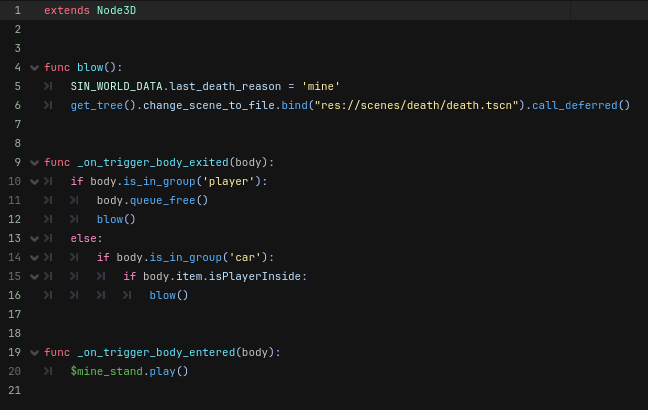 1 extends Node3D
2
3
4 func blow():
5 SIN_WORLD_DATA.last_death_reason = 'mine'
6 get_tree().change_scene_to_file.bind("res://scenes/death/death.tscn").call_deferred()
7
8
9 func _on_trigger_body_exited(body):
10 if body.is_in_group('player'):
11 body.queue_free()
12 blow()
13 else:
14 if body.is_in_group('car'):
15 if body.item.isPlayerInside:
16 blow()
17
18
19 func _on_trigger_body_entered(body):
20 $mine_stand.play()
21